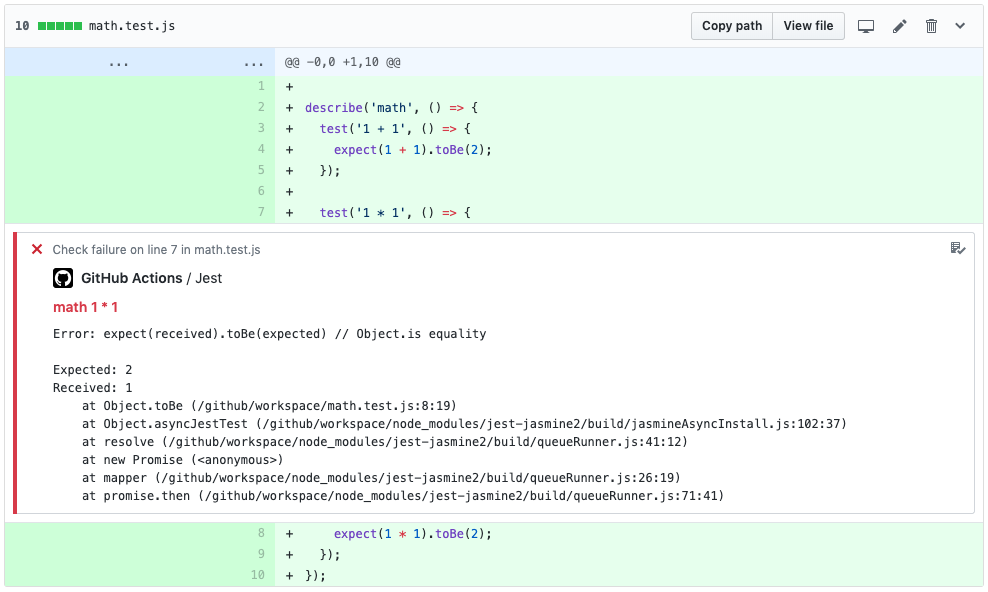 10 math.test.js Copy path View file
... ... @@ -0,0 +1,10 @@
1 +
2 + describe('math', () => {
3 + test('1 + 1', () => {
4 + expect(1 + 1).toBe(2);
5 + });
6 +
7 + test('1 * 1', () => {
Check failure on line 7 in math.test.js
GitHub Actions / Jest
math 1 * 1
Error: expect(received).toBe(expected) // Object.is equality
Expected: 2
Received: 1
at Object.toBe (/github/workspace/math.test.js:8:19)
at Object.asyncJestTest (/github/workspace/node_modules/jest-jasmine2/build/jasmineAsyncInstall.js:102:37)
at resolve (/github/workspace/node_modules/jest-jasmine2/build/queueRunner.js:41:12)
at new Promise (<anonymous>)
at mapper (/github/workspace/node_modules/jest-jasmine2/build/queueRunner.js:26:19)
at promise.then (/github/workspace/node_modules/jest-jasmine2/build/queueRunner.js:71:41)
8 + expect(1 * 1).toBe(2);
9 + });
10 + });